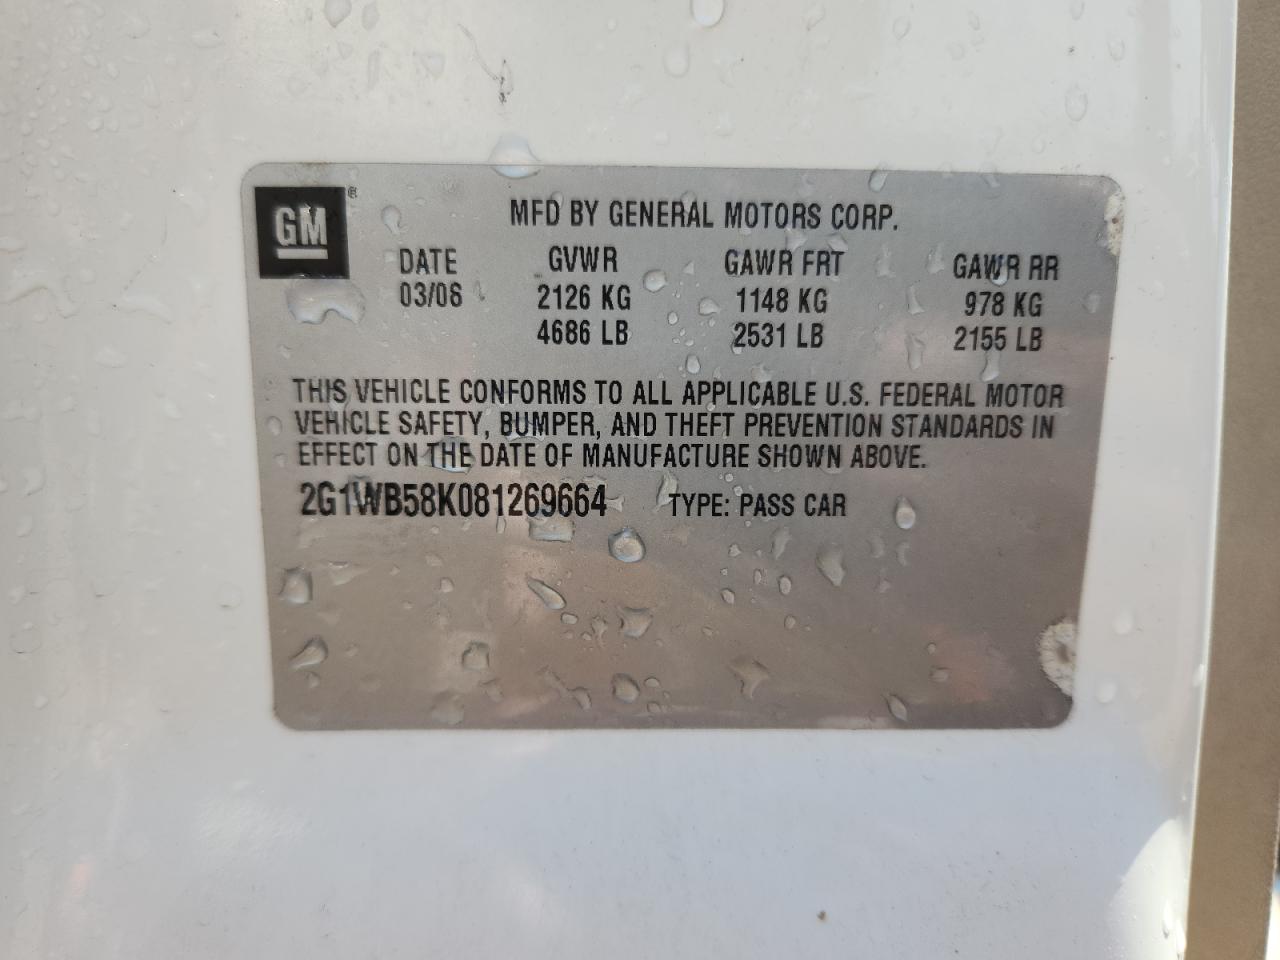 GM®
MFD BY GENERAL MOTORS CORP.
DATE GVWR GAWR FRT GAWR RR
03/08 2126 KG 1148 KG 978 KG
4686 LB 2531 LB 2155 LB
THIS VEHICLE CONFORMS TO ALL APPLICABLE U.S. FEDERAL MOTOR
VEHICLE SAFETY, BUMPER, AND THEFT PREVENTION STANDARDS IN
EFFECT ON THE DATE OF MANUFACTURE SHOWN ABOVE.
2G1WB58K081269664 TYPE: PASS CAR